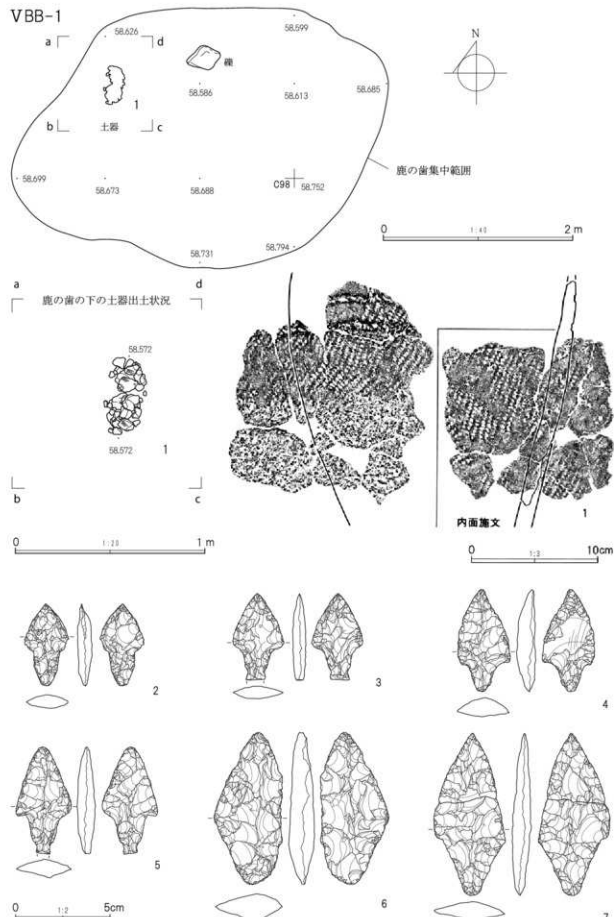 VBB-1
a
58.626
d
58.599
礫
N
1
58.586
58.613
58.685
b
土器
c
58.699
58.673
58.688
C98
58.752
鹿の歯集中範囲
58.731
58.794
0
1:40
2 m
a
鹿の歯の下の土器出土状況
d
58.572
58.572
1
b
c
内面施文
1
0
1:20
1 m
0
1:3
10cm
2
3
4
5
6
7
0
1:2
5cm